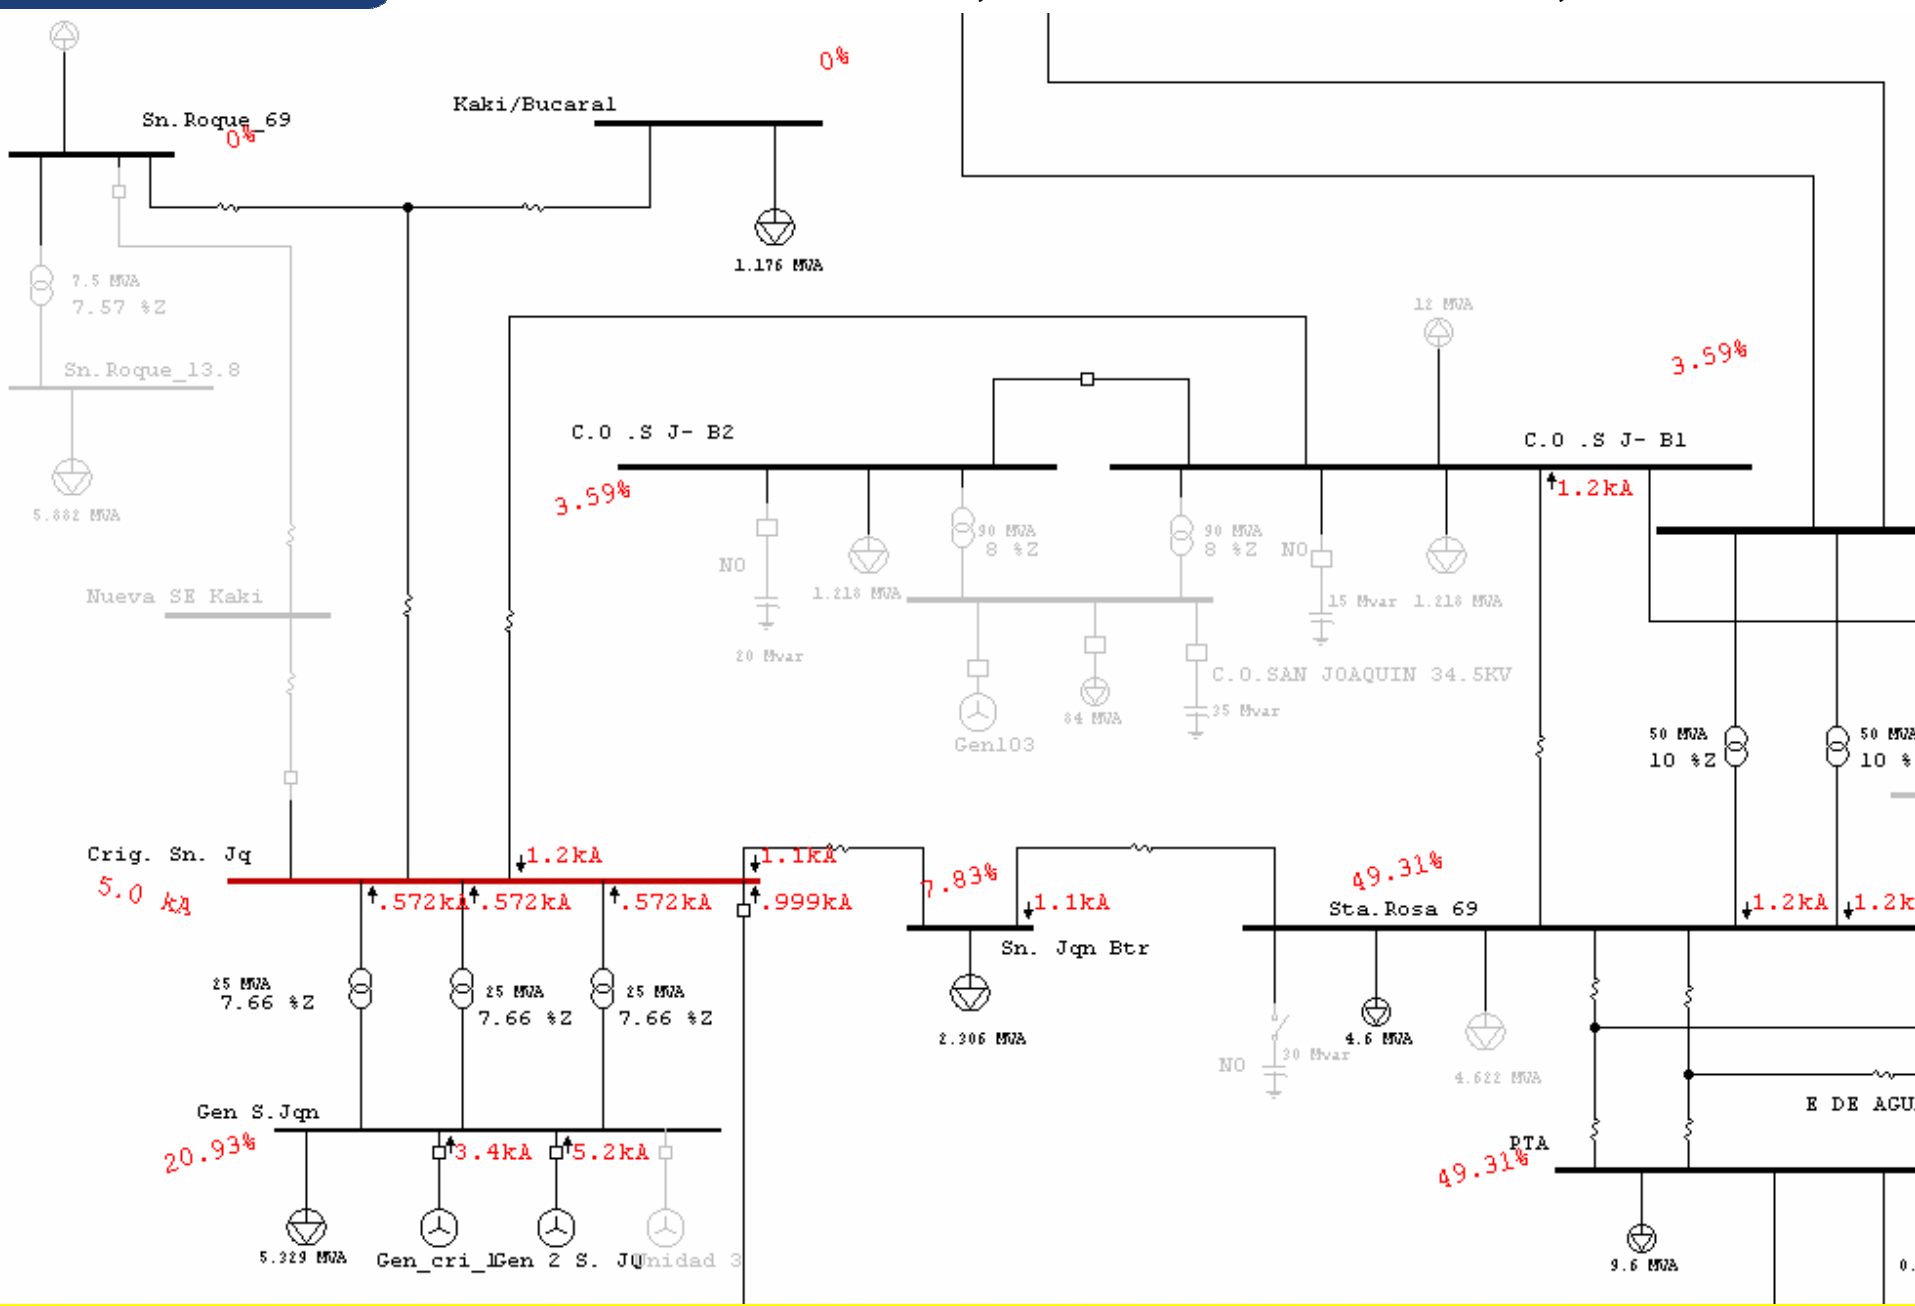 0%
Kaki/Bucaral
Sn.Roque_69
0%
1.176 MVA
7.5 MVA
7.57 %Z
12 MVA
3.59%
Sn.Roque_13.8
C.O .S J- B2
C.O .S J- B1
3.59%
1.2kA
5.882 MVA
90 MVA
8 %Z
90 MVA
8 %Z
NO
NO
1.218 MVA
15 Mvar
1.218 MVA
Nueva SE Kaki
20 Mvar
C.O.SAN JOAQUIN 34.5KV
84 MVA
35 Mvar
Gen103
50 MVA
10 %Z
50 MVA
10 %
Crig. Sn. Jq
1.2kA
1.1kA
5.0 kA
.572kA
.572kA
.572kA
.999kA
7.83%
1.1kA
49.31%
Sta.Rosa 69
1.2kA
1.2k
Sn. Jqn Btr
25 MVA
7.66 %Z
25 MVA
7.66 %Z
25 MVA
7.66 %Z
2.306 MVA
4.6 MVA
NO
30 Mvar
4.622 MVA
E DE AGU
Gen S.Jqn
20.93%
3.4kA
5.2kA
PTA
49.31%
5.329 MVA
Gen_cri_1
Gen 2 S. JQ
Unidad 3
9.6 MVA
0.